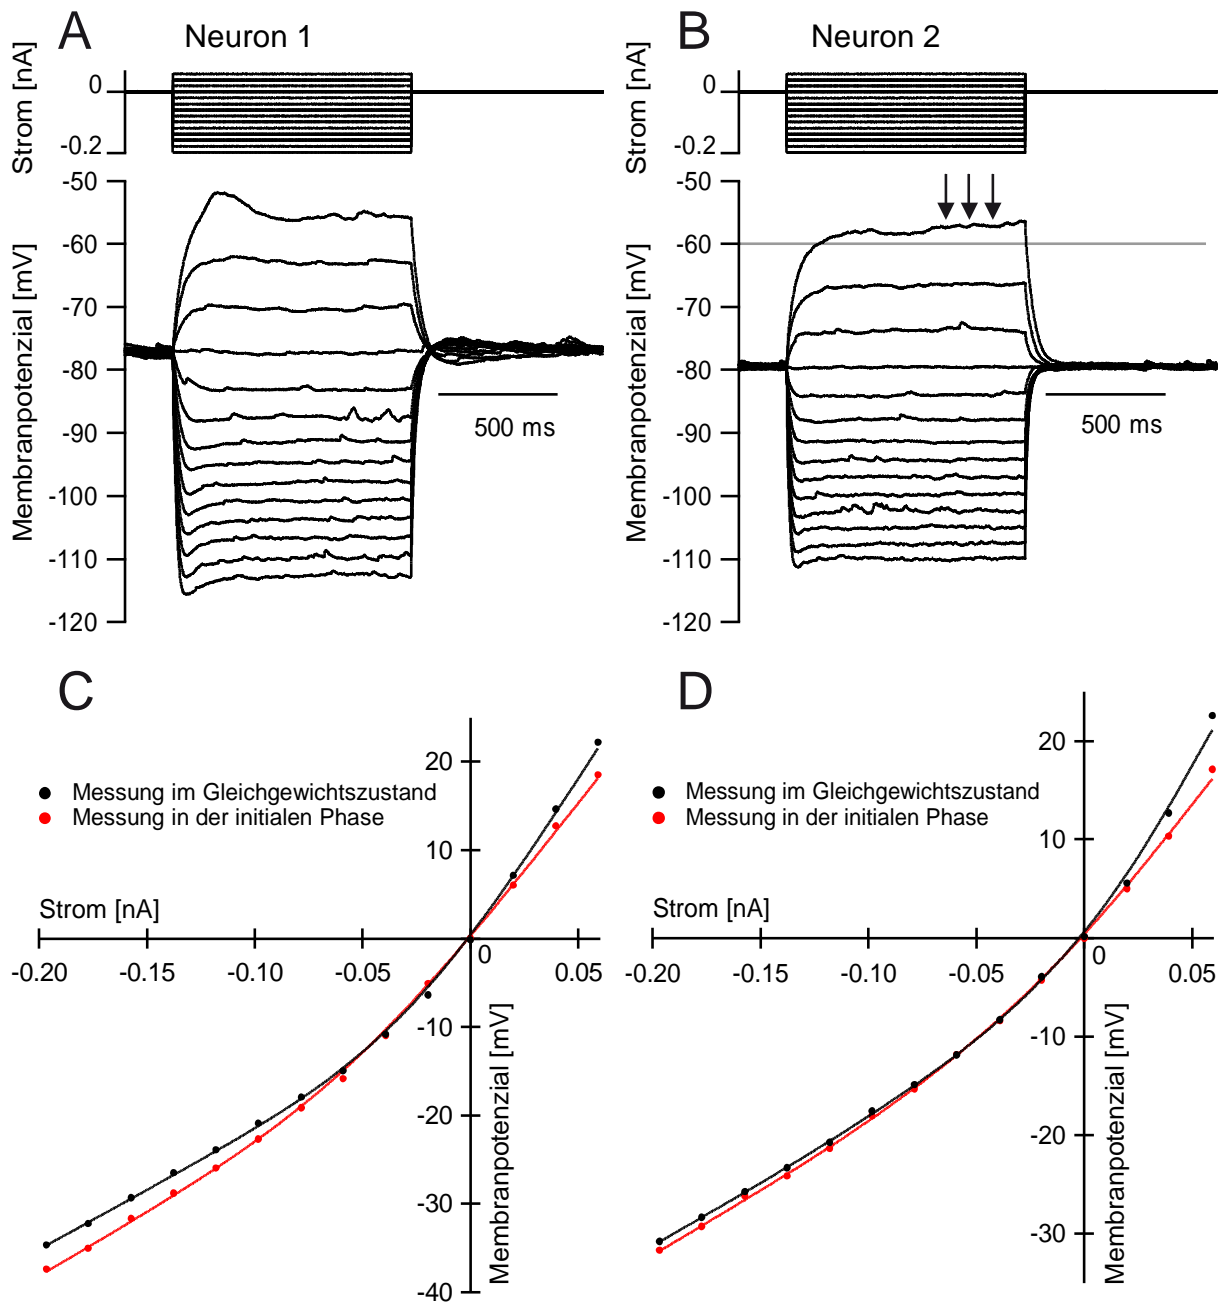 A
Neuron 1
Strom [nA]
0
-0.2
Membranpotenzial [mV]
-50
-60
-70
-80
-90
-100
-110
-120
500 ms
B
Neuron 2
Strom [nA]
0
-0.2
Membranpotenzial [mV]
-50
-60
-70
-80
-90
-100
-110
-120
500 ms
C
Messung im Gleichgewichtszustand
Messung in der initialen Phase
Strom [nA]
-0.20
-0.15
-0.10
-0.05
0
0.05
20
10
-10
-20
-30
-40
Membranpotenzial [mV]
D
Messung im Gleichgewichtszustand
Messung in der initialen Phase
Strom [nA]
-0.20
-0.15
-0.10
-0.05
0
0.05
20
10
-10
-20
-30
Membranpotenzial [mV]